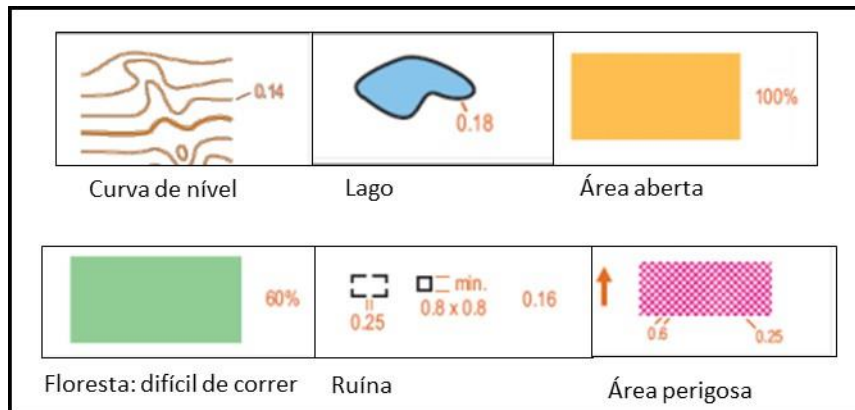 0.14
0.18
100%
Curva de nível
Lago
Área aberta
60%
0.25
min.
0.8 x 0.8
0.16
0.6
0.25
Floresta: difícil de correr
Ruína
Área perigosa